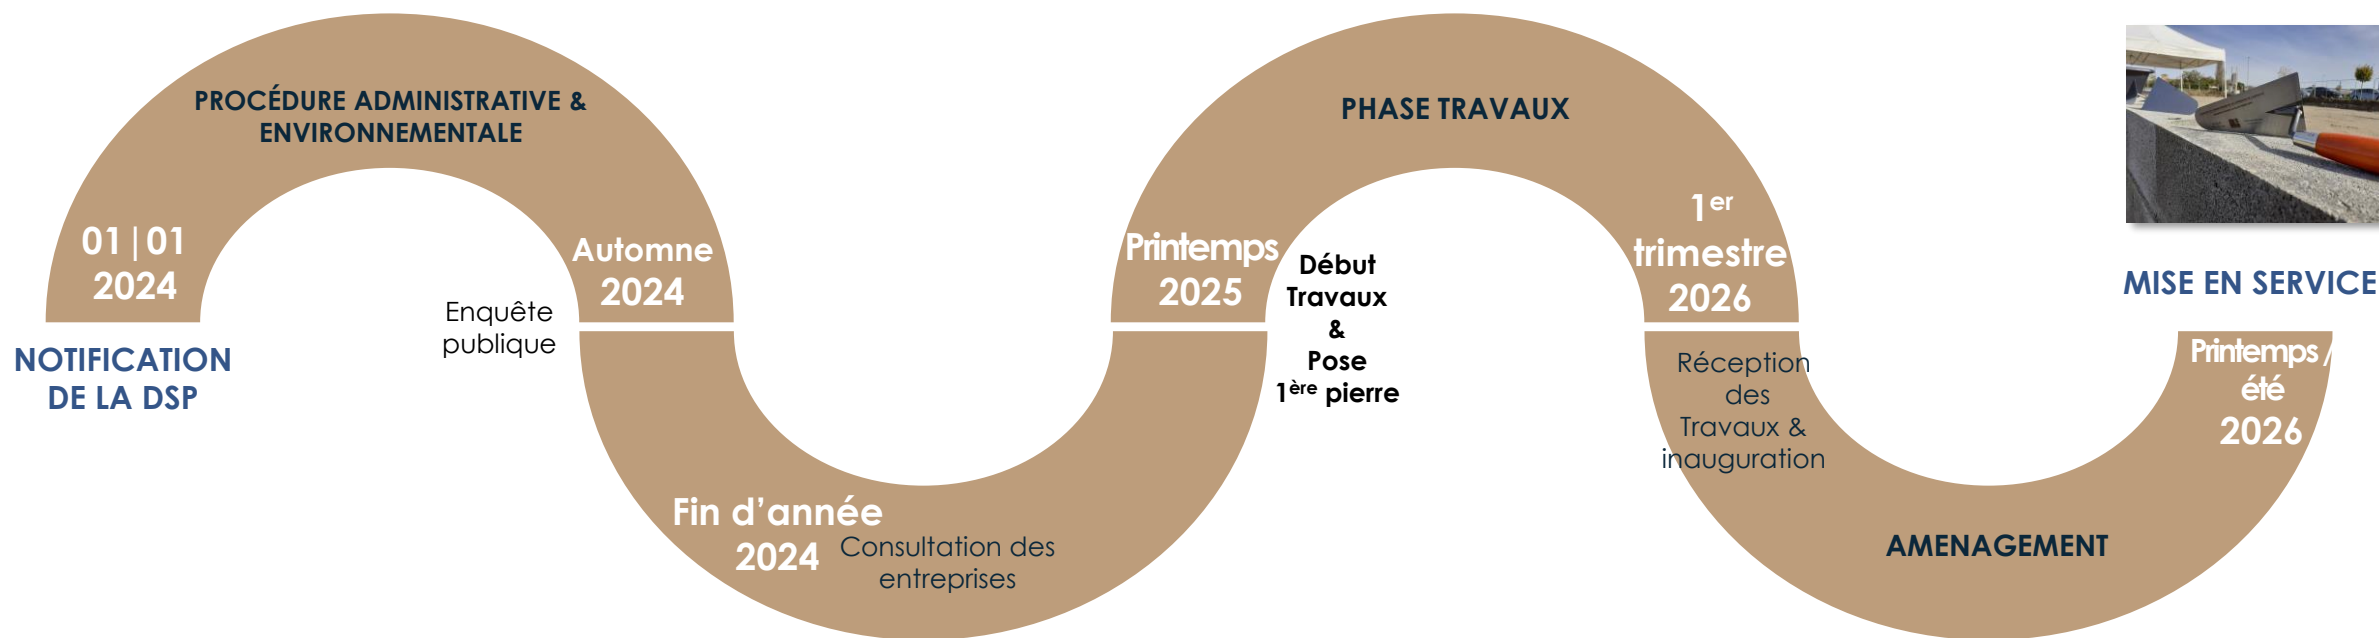 PROCÉDURE ADMINISTRATIVE &
ENVIRONNEMENTALE
01|01
2024
NOTIFICATION
DE LA DSP
Automne
2024
Enquête
publique
Fin d’année
2024
Consultation des
entreprises
Printemps
2025
Début
Travaux
&
Pose
1ère pierre
PHASE TRAVAUX
1er
trimestre
2026
Réception
des
Travaux &
inauguration
AMENAGEMENT
MISE EN SERVICE
Printemps /
été
2026